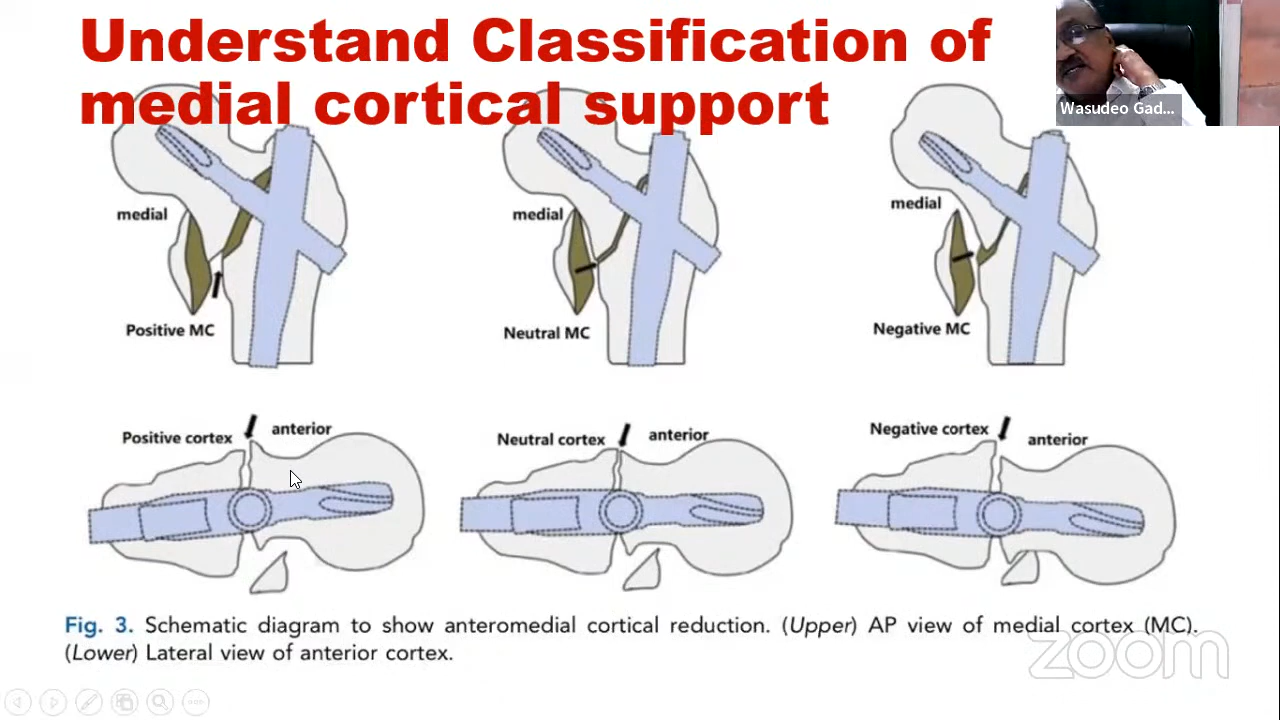 Understand Classification of
medial cortical support
Wasudeo Gad...
medial
medial
medial
Positive MC
Neutral MC
Negative MC
Positive cortex
anterior
Neutral cortex
anterior
Negative cortex
anterior
Fig. 3. Schematic diagram to show anteromedial cortical reduction. (Upper) AP view of medial cortex (MC).
(Lower) Lateral view of anterior cortex.
zoom